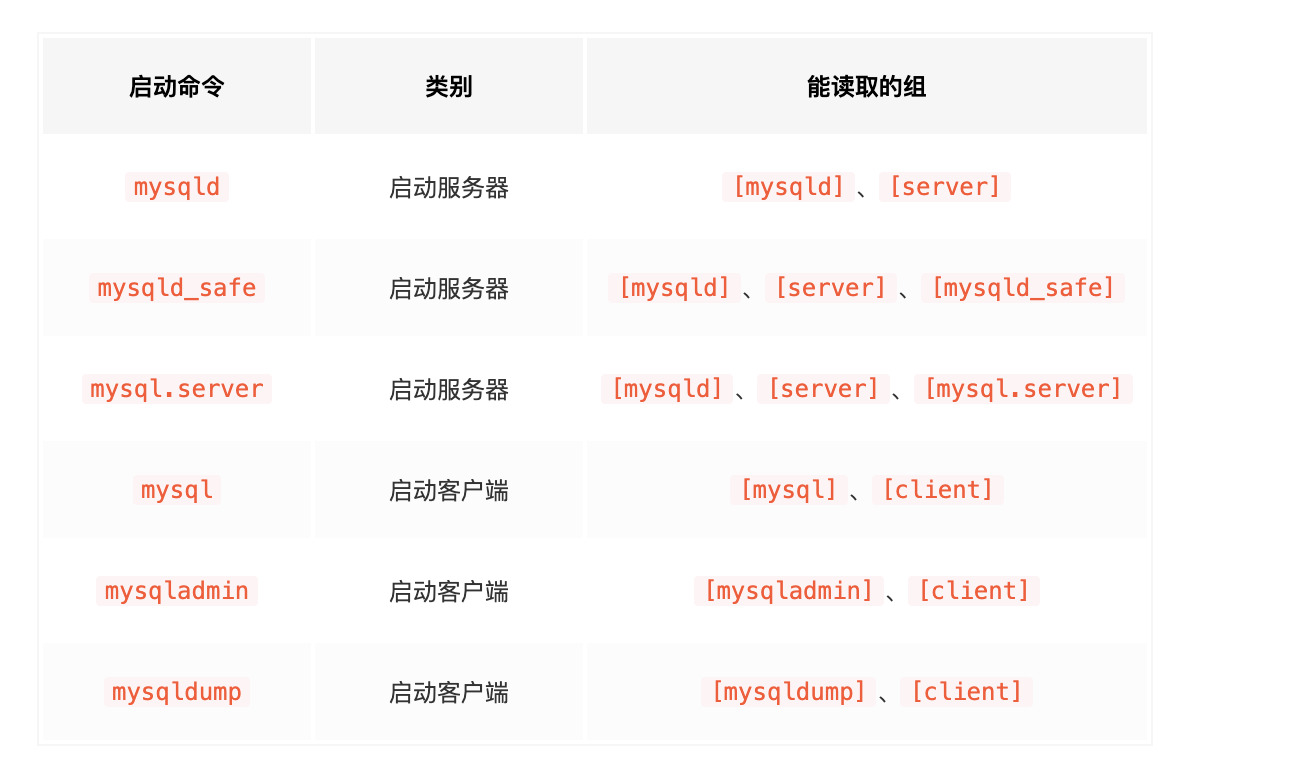 启动命令 类别 能读取的组
mysqld 启动服务器 [mysqld]、[server]
mysqld_safe 启动服务器 [mysqld]、[server]、[mysqld_safe]
mysql.server 启动服务器 [mysqld]、[server]、[mysql.server]
mysql 启动客户端 [mysql]、[client]
mysqladmin 启动客户端 [mysqladmin]、[client]
mysqldump 启动客户端 [mysqldump]、[client]